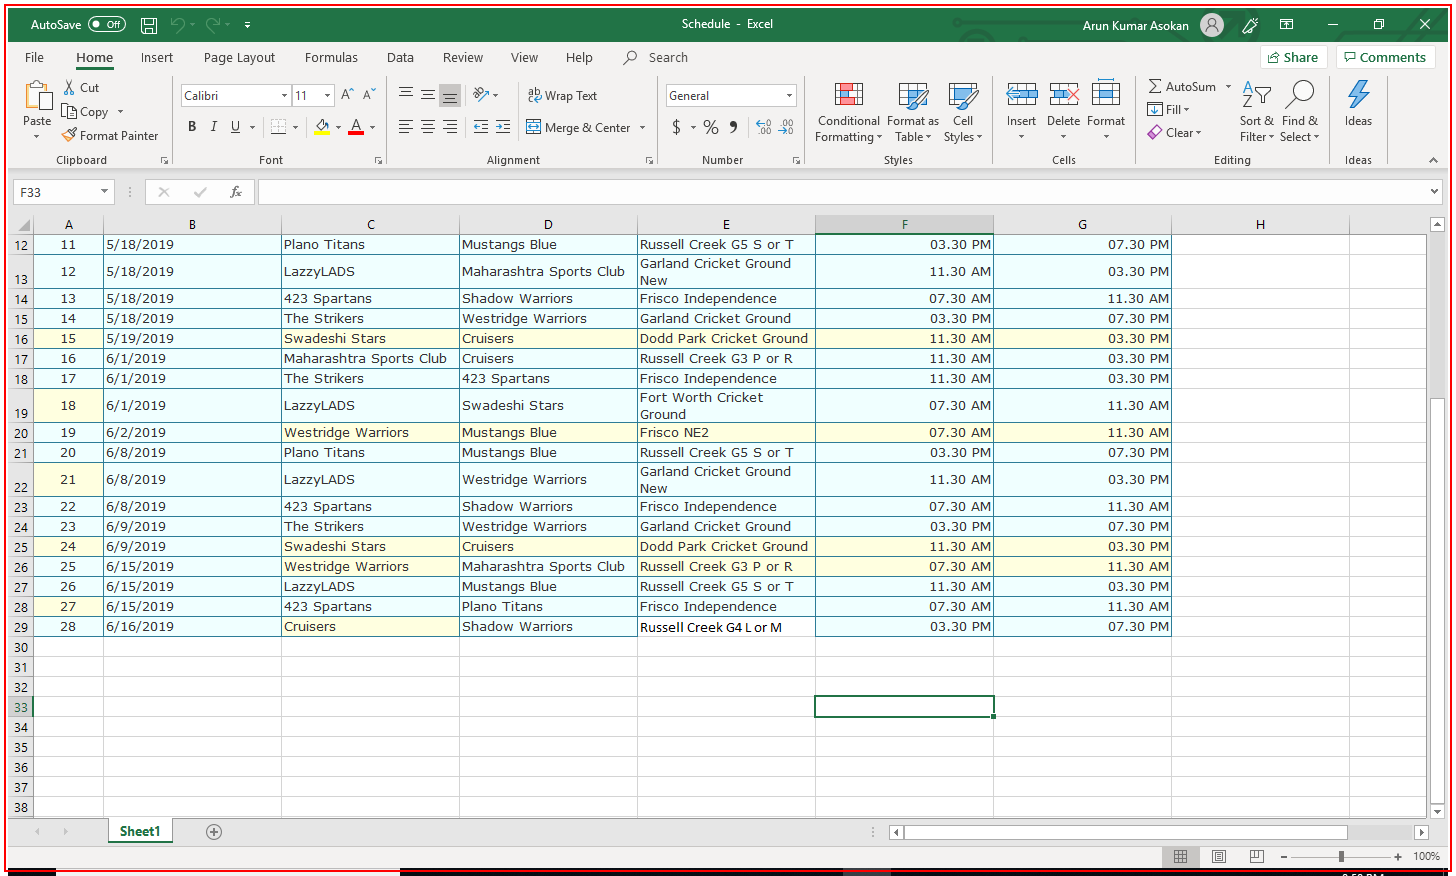 AutoSave Off Schedule - Excel Arun Kumar Asokan
File Home Insert Page Layout Formulas Data Review View Help Search Share Comments
Paste
Cut
Copy
Format Painter
Clipboard
Calibri 11 A A
B I U A
Font
ab Wrap Text
Merge & Center
Alignment
General
$ % , .00 .00
Number
Conditional Formatting
Format as Table
Cell Styles
Styles
Insert Delete Format
Cells
AutoSum
Fill
Clear
Sort & Filter
Find & Select
Editing
Ideas
Ideas
F33 fx
A B C D E F G H
12 11 5/18/2019 Plano Titans Mustangs Blue Russell Creek G5 S or T 03.30 PM 07.30 PM
13 12 5/18/2019 LazzyLADS Maharashtra Sports Club Garland Cricket Ground New 11.30 AM 03.30 PM
14 13 5/18/2019 423 Spartans Shadow Warriors Frisco Independence 07.30 AM 11.30 AM
15 14 5/18/2019 The Strikers Westridge Warriors Garland Cricket Ground 03.30 PM 07.30 PM
16 15 5/19/2019 Swadeshi Stars Cruisers Dodd Park Cricket Ground 11.30 AM 03.30 PM
17 16 6/1/2019 Maharashtra Sports Club Cruisers Russell Creek G3 P or R 11.30 AM 03.30 PM
18 17 6/1/2019 The Strikers 423 Spartans Frisco Independence 11.30 AM 03.30 PM
19 18 6/1/2019 LazzyLADS Swadeshi Stars Fort Worth Cricket Ground 07.30 AM 11.30 AM
20 19 6/2/2019 Westridge Warriors Mustangs Blue Frisco NE2 07.30 AM 11.30 AM
21 20 6/8/2019 Plano Titans Mustangs Blue Russell Creek G5 S or T 03.30 PM 07.30 PM
22 21 6/8/2019 LazzyLADS Westridge Warriors Garland Cricket Ground New 11.30 AM 03.30 PM
23 22 6/8/2019 423 Spartans Shadow Warriors Frisco Independence 07.30 AM 11.30 AM
24 23 6/9/2019 The Strikers Westridge Warriors Garland Cricket Ground 03.30 PM 07.30 PM
25 24 6/9/2019 Swadeshi Stars Cruisers Dodd Park Cricket Ground 11.30 AM 03.30 PM
26 25 6/15/2019 Westridge Warriors Maharashtra Sports Club Russell Creek G3 P or R 07.30 AM 11.30 AM
27 26 6/15/2019 LazzyLADS Mustangs Blue Russell Creek G5 S or T 11.30 AM 03.30 PM
28 27 6/15/2019 423 Spartans Plano Titans Frisco Independence 07.30 AM 11.30 AM
29 28 6/16/2019 Cruisers Shadow Warriors Russell Creek G4 L or M 03.30 PM 07.30 PM
30
31
32
33
34
35
36
37
38
Sheet1
100%